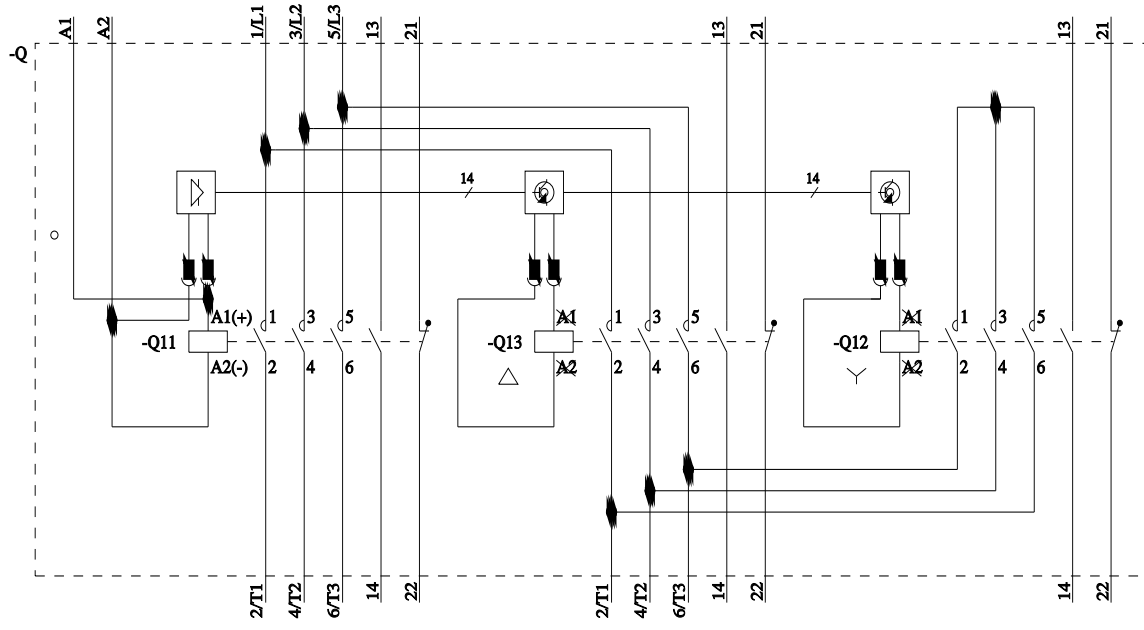 A1 A2 1/L1 3/L2 5/L3 13 21 13 21 13 21
-Q
14 14
A1(+) 1 3 5 A1 1 3 5 A1 1 3 5
-Q11 -Q13 -Q12
A2(-) 2 4 6 A2 2 4 6 A2 2 4 6
2/T1 4/T2 6/T3 14 22 2/T1 4/T2 6/T3 14 22 14 22